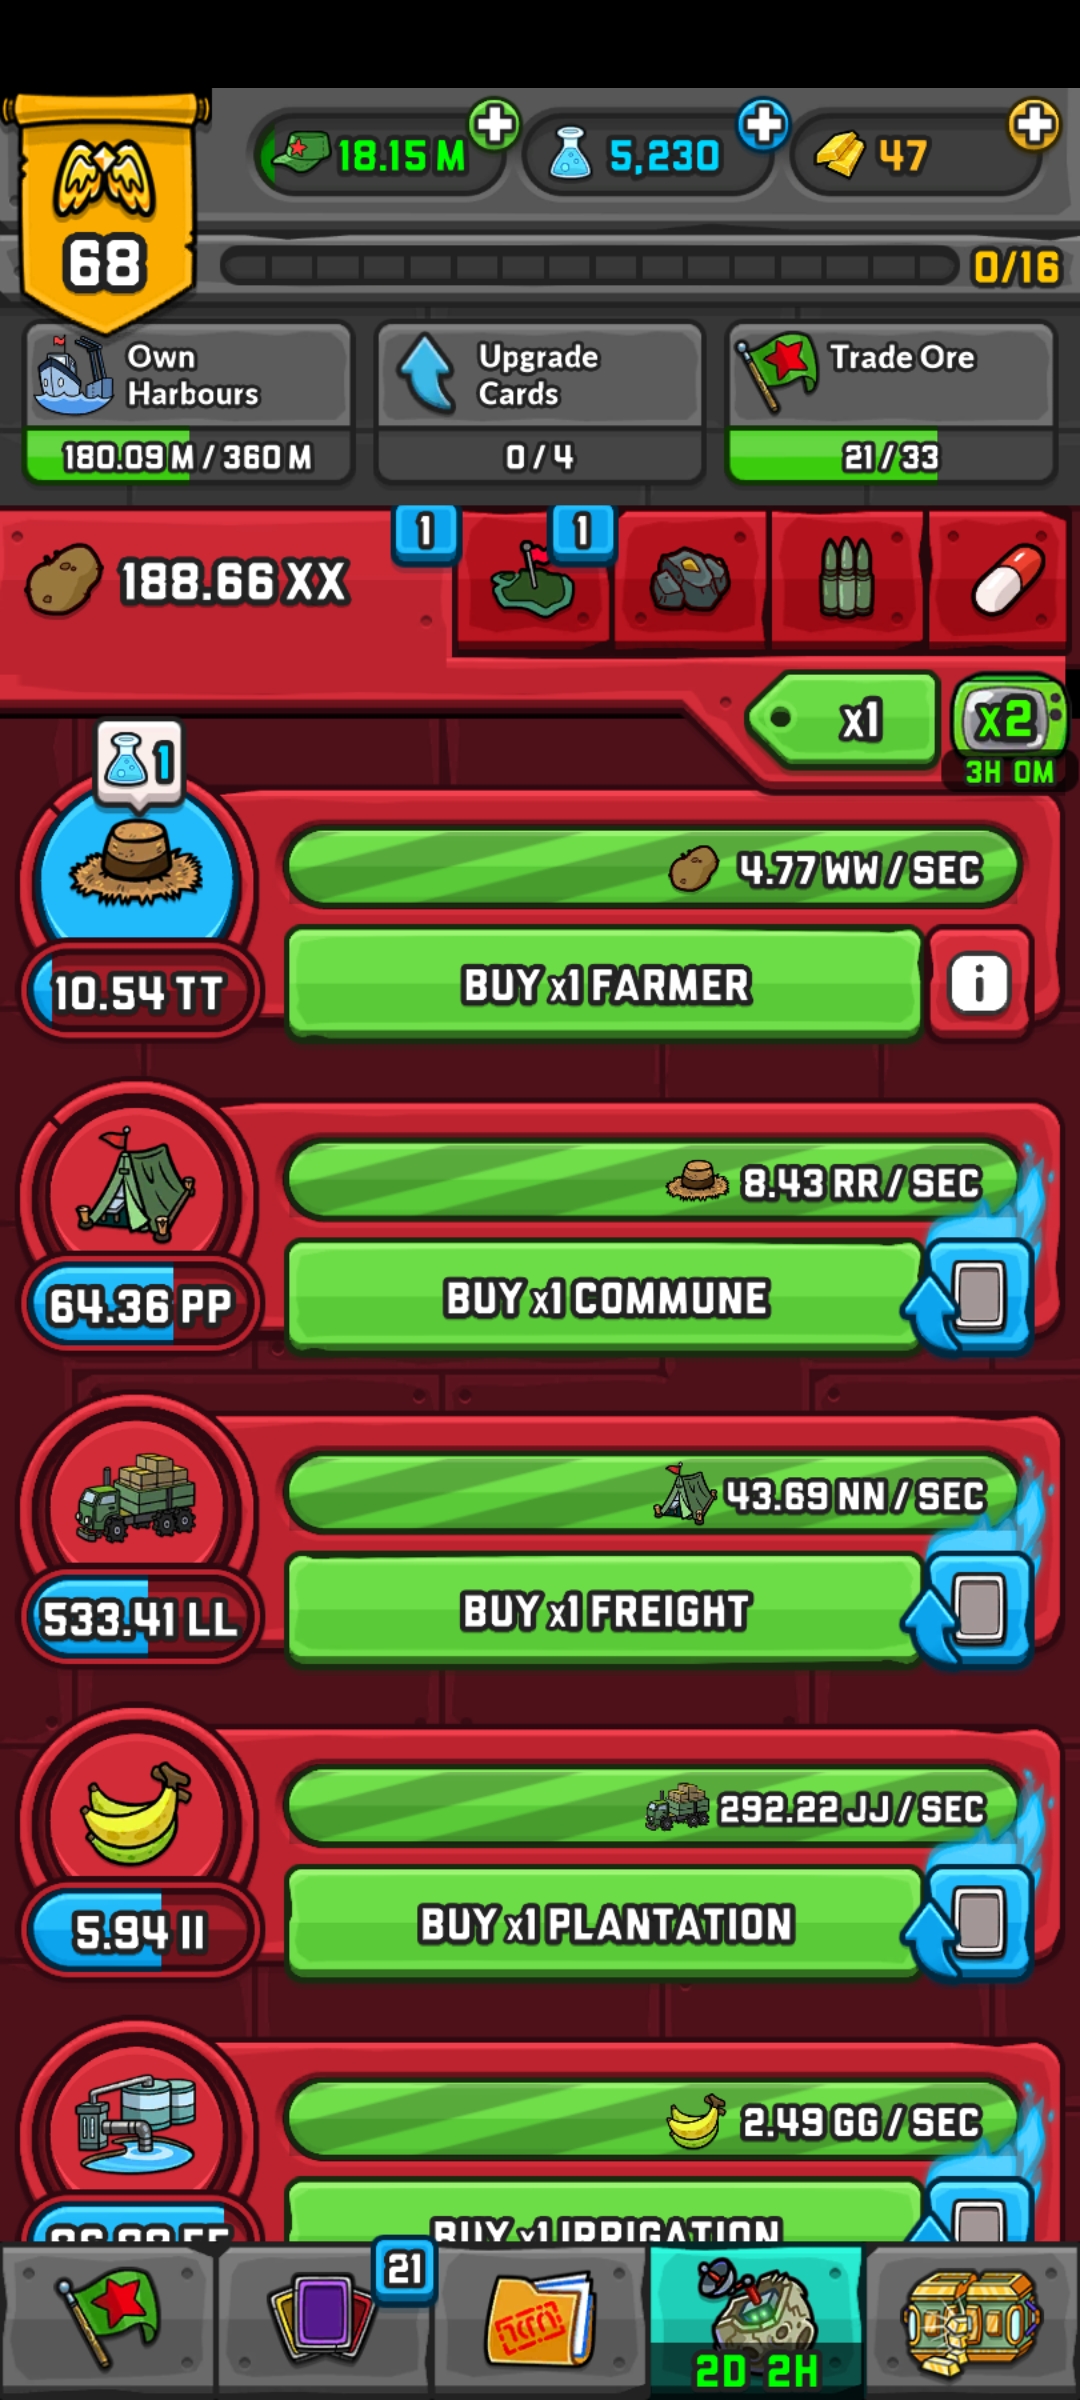 18.15 M
5,230
47
68
0/16
Own
Harbours
180.09 M / 360 M
Upgrade
Cards
0 / 4
Trade Ore
21 / 33
188.66 XX
1
1
x1
x2
3H 0M
1
4.77 WW / SEC
10.54 TT
BUY x1 FARMER
i
8.43 RR / SEC
64.36 PP
BUY x1 COMMUNE
43.69 NN / SEC
533.41 LL
BUY x1 FREIGHT
292.22 JJ / SEC
5.94 II
BUY x1 PLANTATION
2.49 GG / SEC
BUY x1 IRRIGATION
21
2D 2H